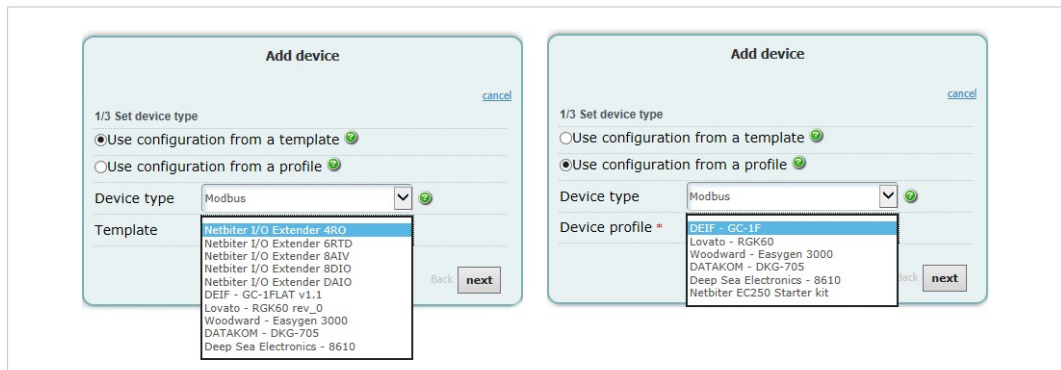 Add device
cancel
1/3 Set device type
Use configuration from a template
Use configuration from a profile
Device type Modbus
Template
Netbiter I/O Extender 4RO
Netbiter I/O Extender 6RTD
Netbiter I/O Extender 8AIV
Netbiter I/O Extender 8DIO
Netbiter I/O Extender DAIO
DEIF - GC-1FLAT v1.1
Lovato - RGK60 rev_0
Woodward - Easygen 3000
DATAKOM - DKG-705
Deep Sea Electronics - 8610
Back next
Add device
cancel
1/3 Set device type
Use configuration from a template
Use configuration from a profile
Device type Modbus
Device profile *
DEIF - GC-1F
Lovato - RGK60
Woodward - Easygen 3000
DATAKOM - DKG-705
Deep Sea Electronics - 8610
Netbiter EC250 Starter kit
Back next